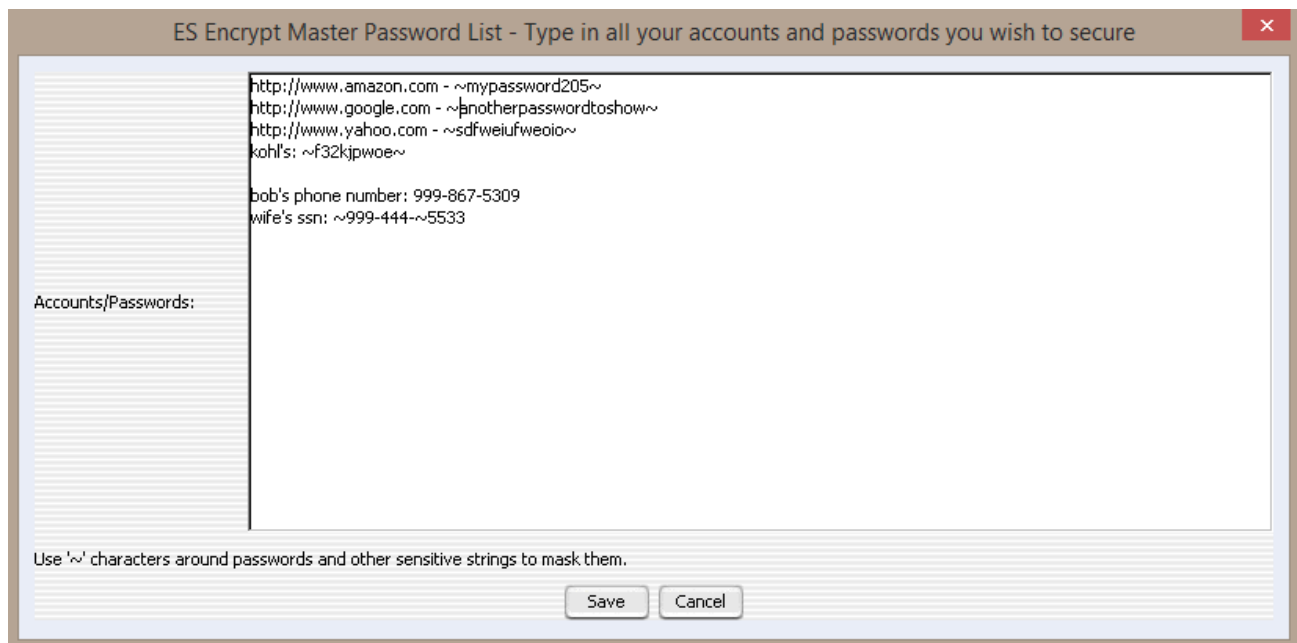 ES Encrypt Master Password List - Type in all your accounts and passwords you wish to secure
http://www.amazon.com - ~mypassword205~
http://www.google.com - ~anotherpasswordtoshow~
http://www.yahoo.com - ~sdfweiufweoio~
kohl's: ~f32kjpwoe~
bob's phone number: 999-867-5309
wife's ssn: ~999-444-~5533
Accounts/Passwords:
Use '~' characters around passwords and other sensitive strings to mask them.
Save Cancel